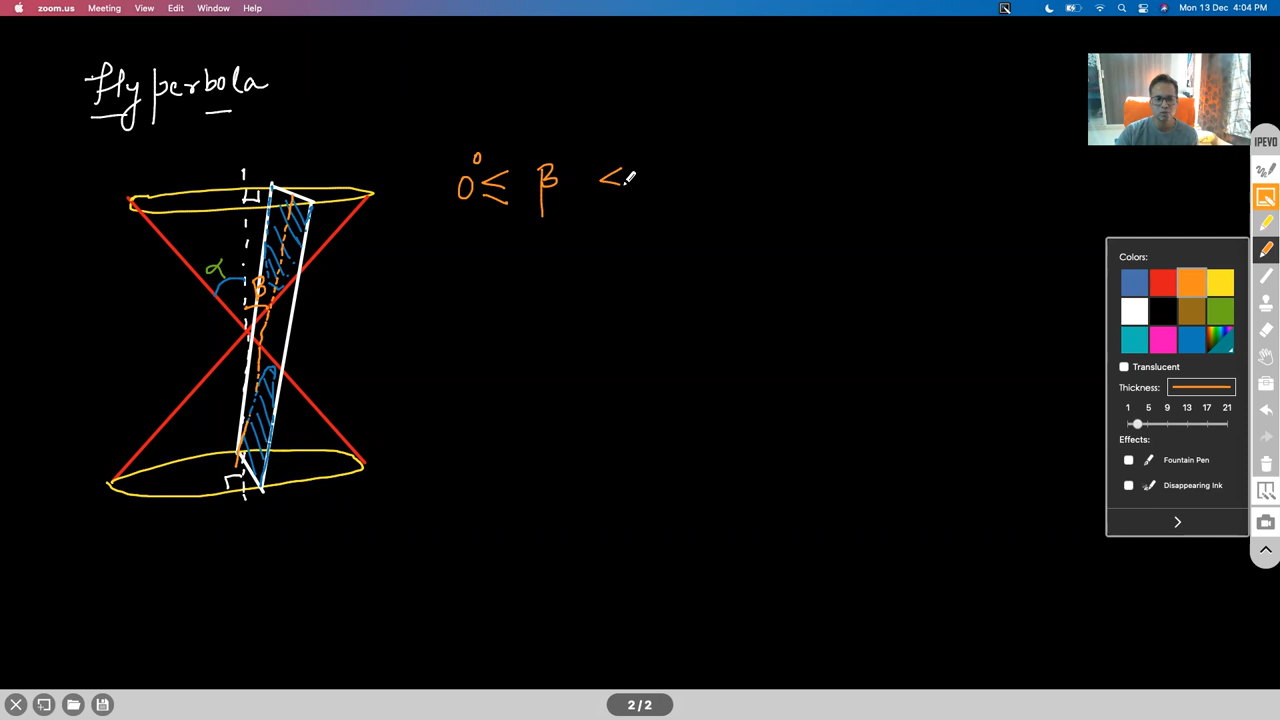 zoom.us Meeting View Edit Window Help Mon 13 Dec 4:04 PM
Hyperbola
0° ≤ β <
α
β
IPEVO
Colors:
Translucent
Thickness:
1 5 9 13 17 21
Effects:
Fountain Pen
Disappearing Ink
2 / 2